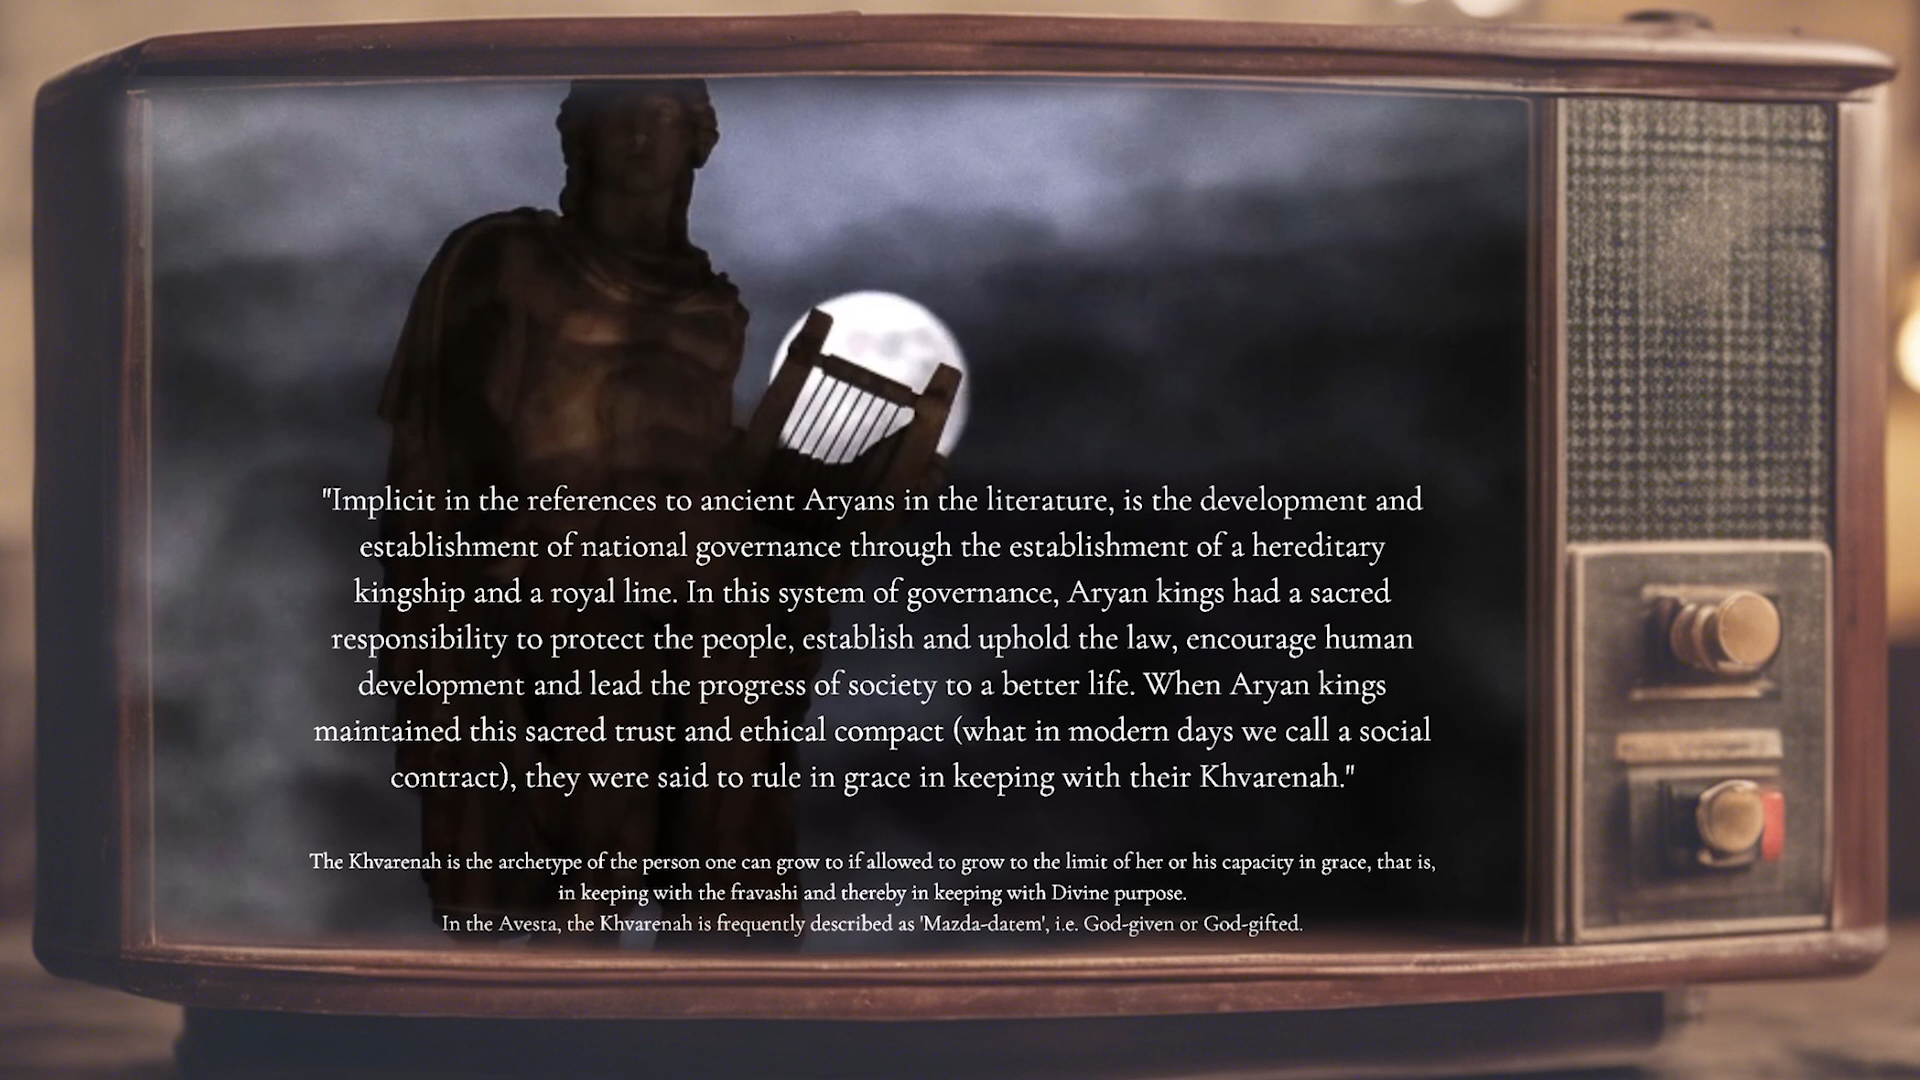 "Implicit in the references to ancient Aryans in the literature, is the development and
establishment of national governance through the establishment of a hereditary
kingship and a royal line. In this system of governance, Aryan kings had a sacred
responsibility to protect the people, establish and uphold the law, encourage human
development and lead the progress of society to a better life. When Aryan kings
maintained this sacred trust and ethical compact (what in modern days we call a social
contract), they were said to rule in grace in keeping with their Khvarenah."
The Khvarenah is the archetype of the person one can grow to if allowed to grow to the limit of her or his capacity in grace, that is,
in keeping with the fravashi and thereby in keeping with Divine purpose.
In the Avesta, the Khvarenah is frequently described as 'Mazda-datem', i.e. God-given or God-gifted.